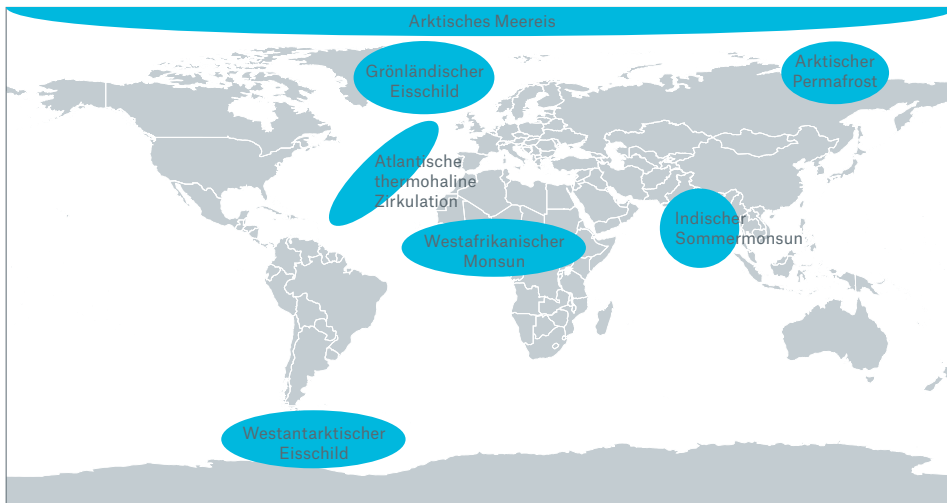 Arktisches Meereis
Grönländischer
Eisschild
Arktischer
Permafrost
Atlantische
thermohaline
Zirkulation
Indischer
Sommermonsun
Westafrikanischer
Monsun
Westantarktischer
Eisschild